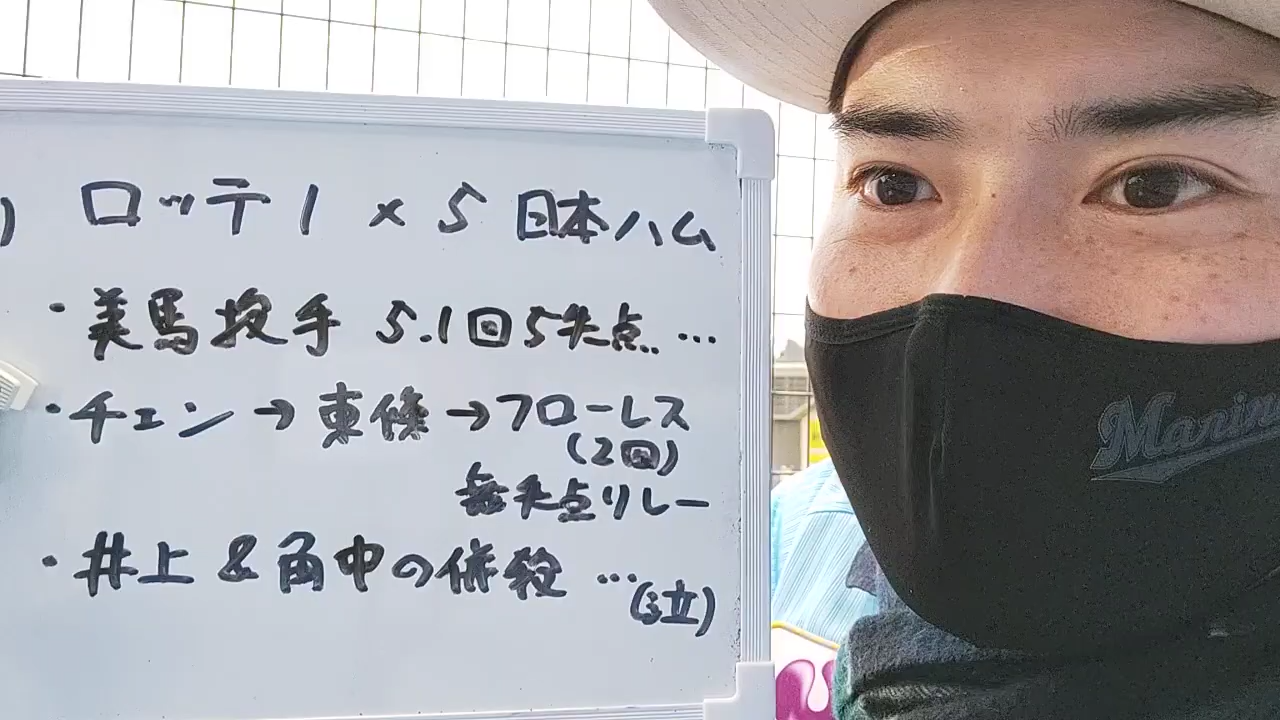 ) ロッテ1×5日本ハム
・美馬投手 5.1回5失点…
・チェン→東條→フローレス
(2回)
無失点リレー
・井上&角中の併殺…
(泣)
Marin